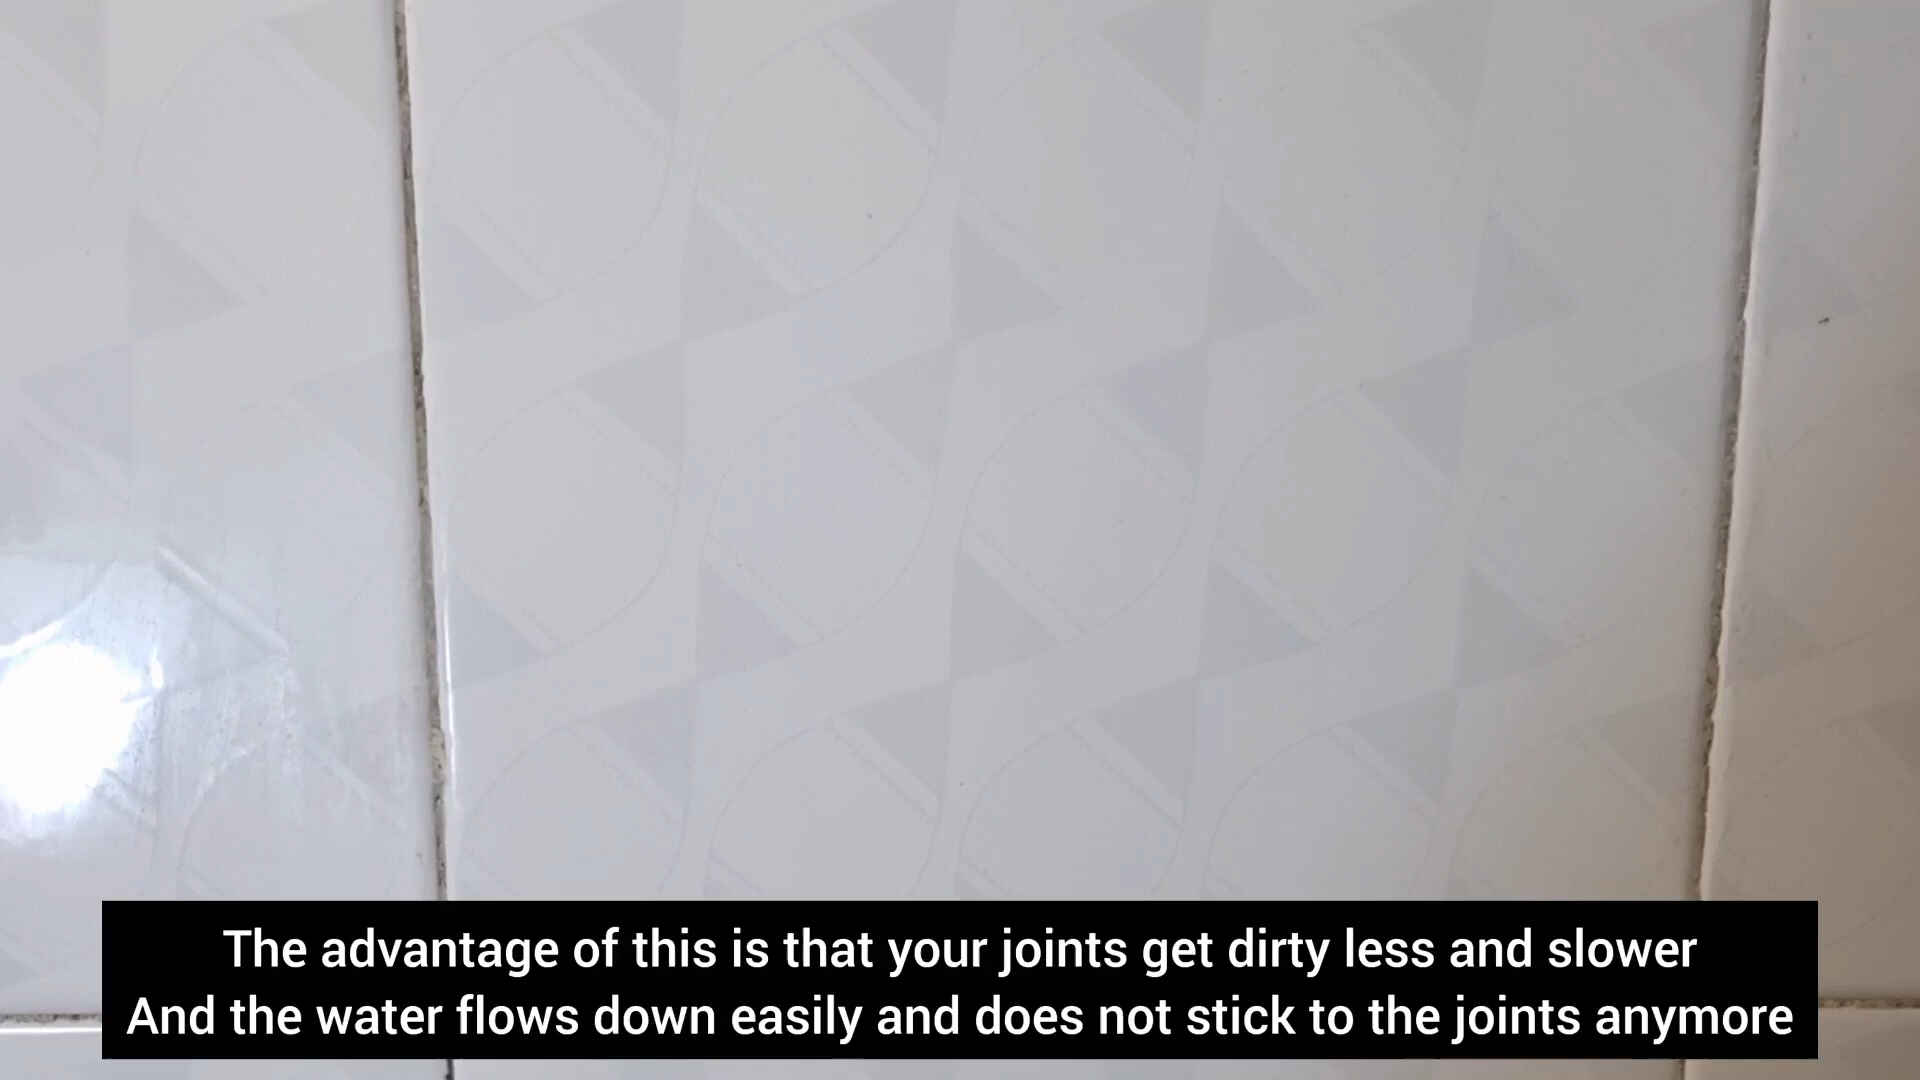 The advantage of this is that your joints get dirty less and slower
And the water flows down easily and does not stick to the joints anymore